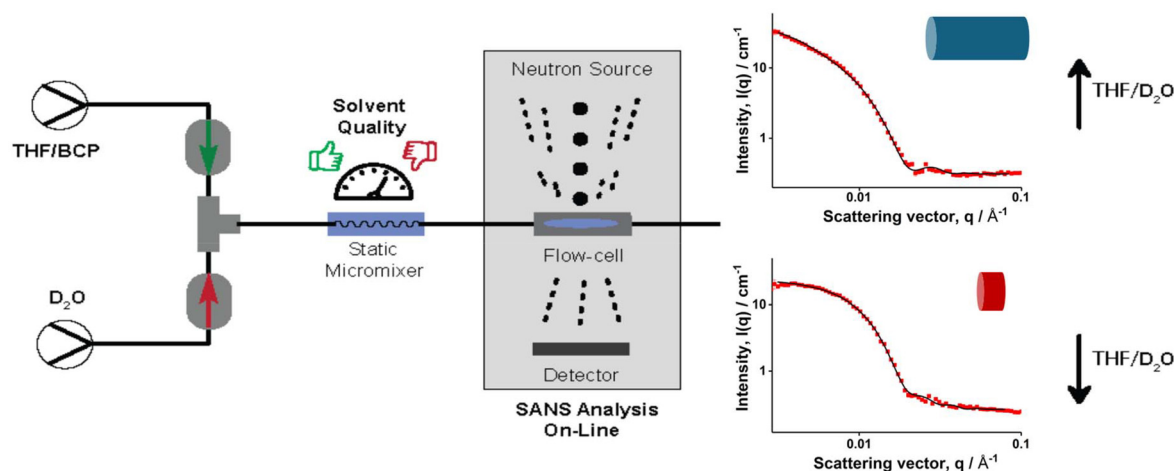 THF/BCP
D₂O
Solvent
Quality
Static
Micromixer
Neutron Source
Flow-cell
Detector
SANS Analysis
On-Line
Intensity, I(q) / cm⁻¹
10
1
0.01
0.1
Scattering vector, q / Å⁻¹
THF/D₂O
Intensity, I(q) / cm⁻¹
10
1
0.01
0.1
Scattering vector, q / Å⁻¹
THF/D₂O